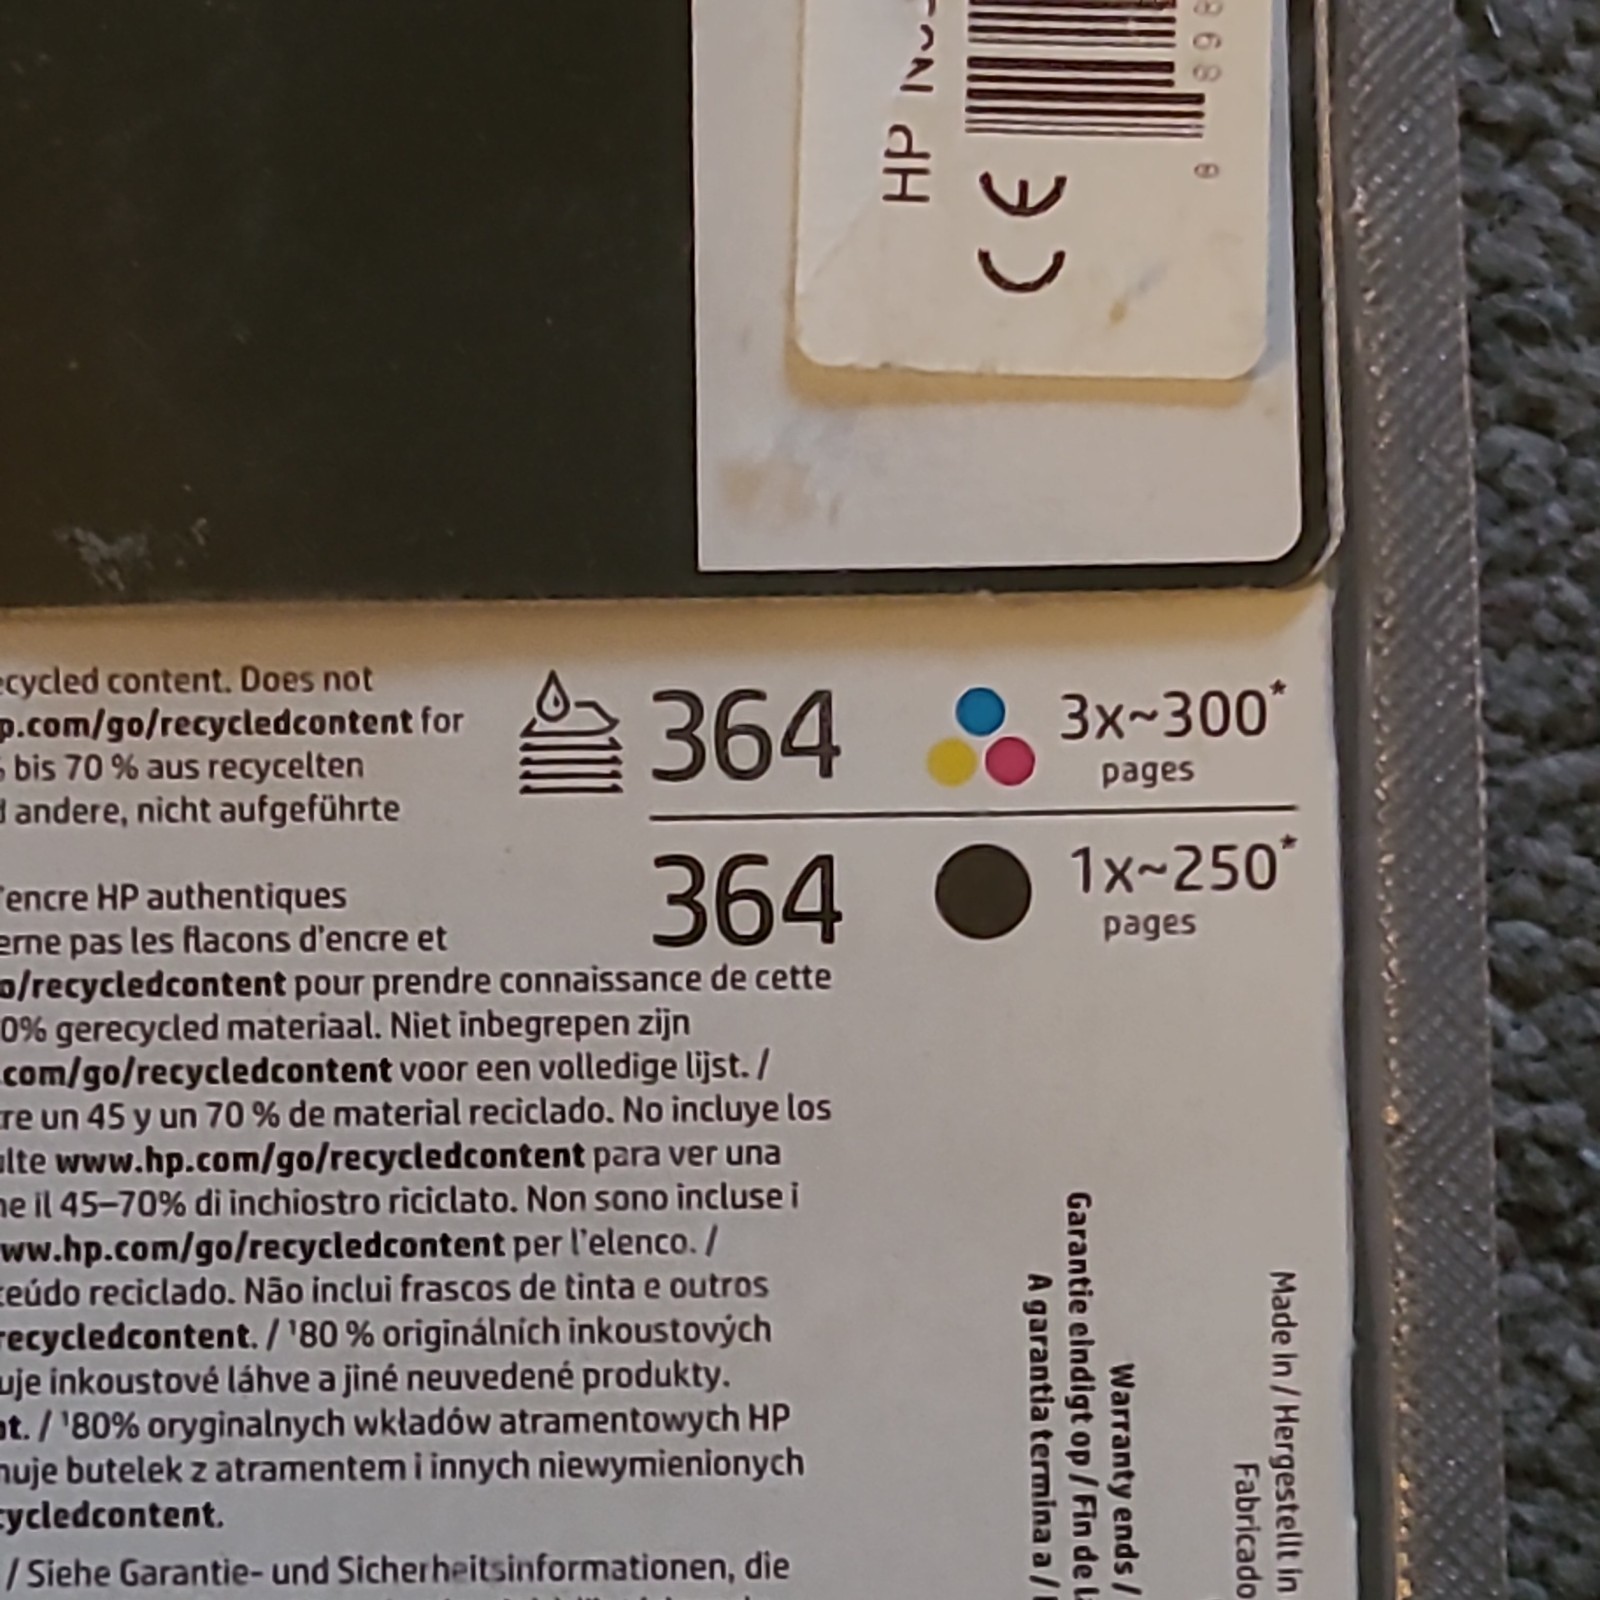 HP
CE
868
8
ecycled content. Does not
p.com/go/recycledcontent for
bis 70 % aus recycelten
andere, nicht aufgeführte
364
3x~300*
pages
364
1x~250*
pages
'encre HP authentiques
erne pas les flacons d'encre et
o/recycledcontent pour prendre connaissance de cette
0% gerecycled materiaal. Niet inbegrepen zijn
.com/go/recycledcontent voor een volledige lijst. /
re un 45 y un 70 % de material reciclado. No incluye los
ulte www.hp.com/go/recycledcontent para ver una
ne il 45–70% di inchiostro riciclato. Non sono incluse i
ww.hp.com/go/recycledcontent per l'elenco. /
teúdo reciclado. Não inclui frascos de tinta e outros
recycledcontent. / ¹80 % originálních inkoustových
uje inkoustové láhve a jiné neuvedené produkty.
nt. / ¹80% oryginalnych wkładów atramentowych HP
nuje butelek z atramentem i innych niewymienionych
cycledcontent.
/ Siehe Garantie- und Sicherheitsinformationen, die
Warranty ends /
Garantie eindigt op / Fin de l
A garantia termina a /
Made in / Hergestellt in
Fabricado